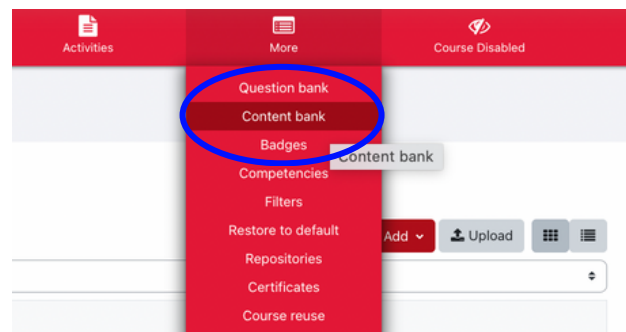 Activities
More
Course Disabled
Question bank
Content bank
Badges
Content bank
Competencies
Filters
Restore to default
Add
Upload
Repositories
Certificates
Course reuse